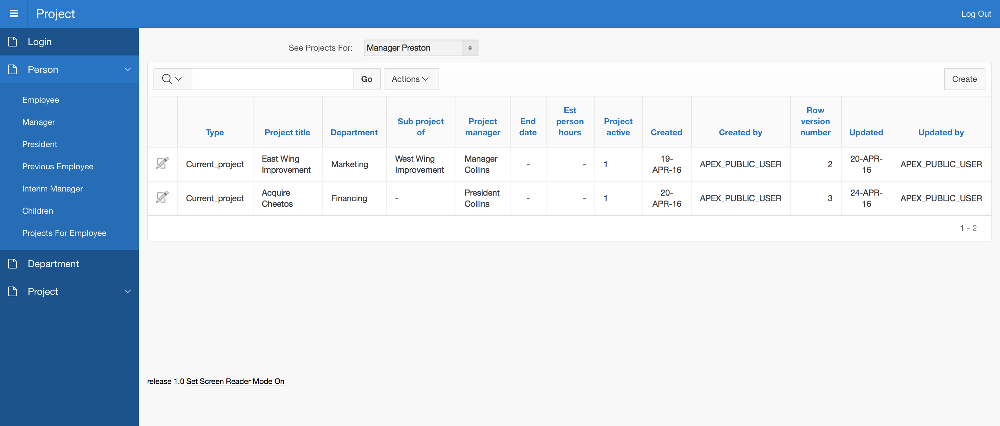 Project
Log Out
Login
Person
Employee
Manager
President
Previous Employee
Interim Manager
Children
Projects For Employee
Department
Project
See Projects For: Manager Preston
Go Actions Create
Type Project title Department Sub project of Project manager End date Est person hours Project active Created Created by Row version number Updated Updated by
Current_project East Wing Improvement Marketing West Wing Improvement Manager Collins - - 1 19-APR-16 APEX_PUBLIC_USER 2 20-APR-16 APEX_PUBLIC_USER
Current_project Acquire Cheetos Financing - President Collins - - 1 20-APR-16 APEX_PUBLIC_USER 3 24-APR-16 APEX_PUBLIC_USER
1 - 2
release 1.0 Set Screen Reader Mode On